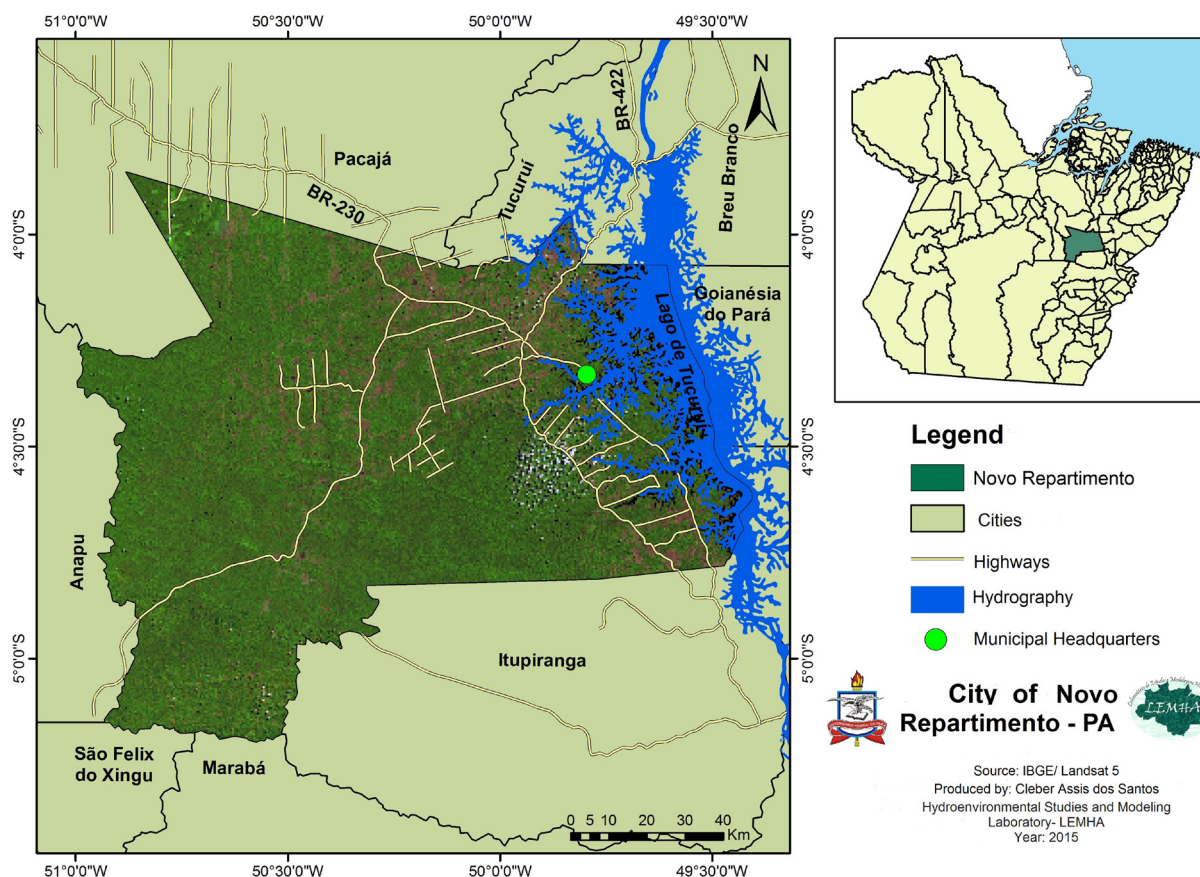 51°0'0"W
50°30'0"W
50°0'0"W
49°30'0"W
4°0'0"S
4°30'0"S
5°0'0"S
N
BR-422
Pacajá
BR-230
Tucuruí
Breu Branco
Goianésia
do Pará
Lago de Tucuruí
Anapu
Itupiranga
São Felix
do Xingu
Marabá
0 5 10 20 30 40
Km
4°0'0"S
4°30'0"S
5°0'0"S
51°0'0"W
50°30'0"W
50°0'0"W
49°30'0"W
Legend
Novo Repartimento
Cities
Highways
Hydrography
Municipal Headquarters
City of Novo
Repartimento - PA
LEMHA
Source: IBGE/ Landsat 5
Produced by: Cleber Assis dos Santos
Hydroenvironmental Studies and Modeling
Laboratory- LEMHA
Year: 2015